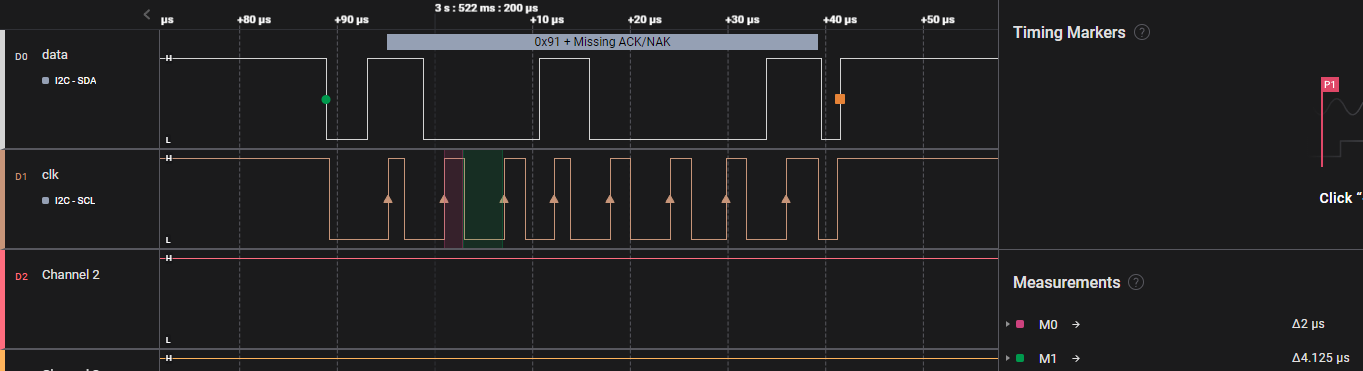 3 s : 522 ms : 200 µs
µs +80 µs +90 µs +10 µs +20 µs +30 µs +40 µs +50 µs
Timing Markers ?
D0 data
0x91 + Missing ACK/NAK
H
I2C - SDA
L
P1
D1 clk
H
I2C - SCL
L
Click “
D2 Channel 2
H
L
Measurements ?
M0 Δ2 µs
H
M1 Δ4.125 µs